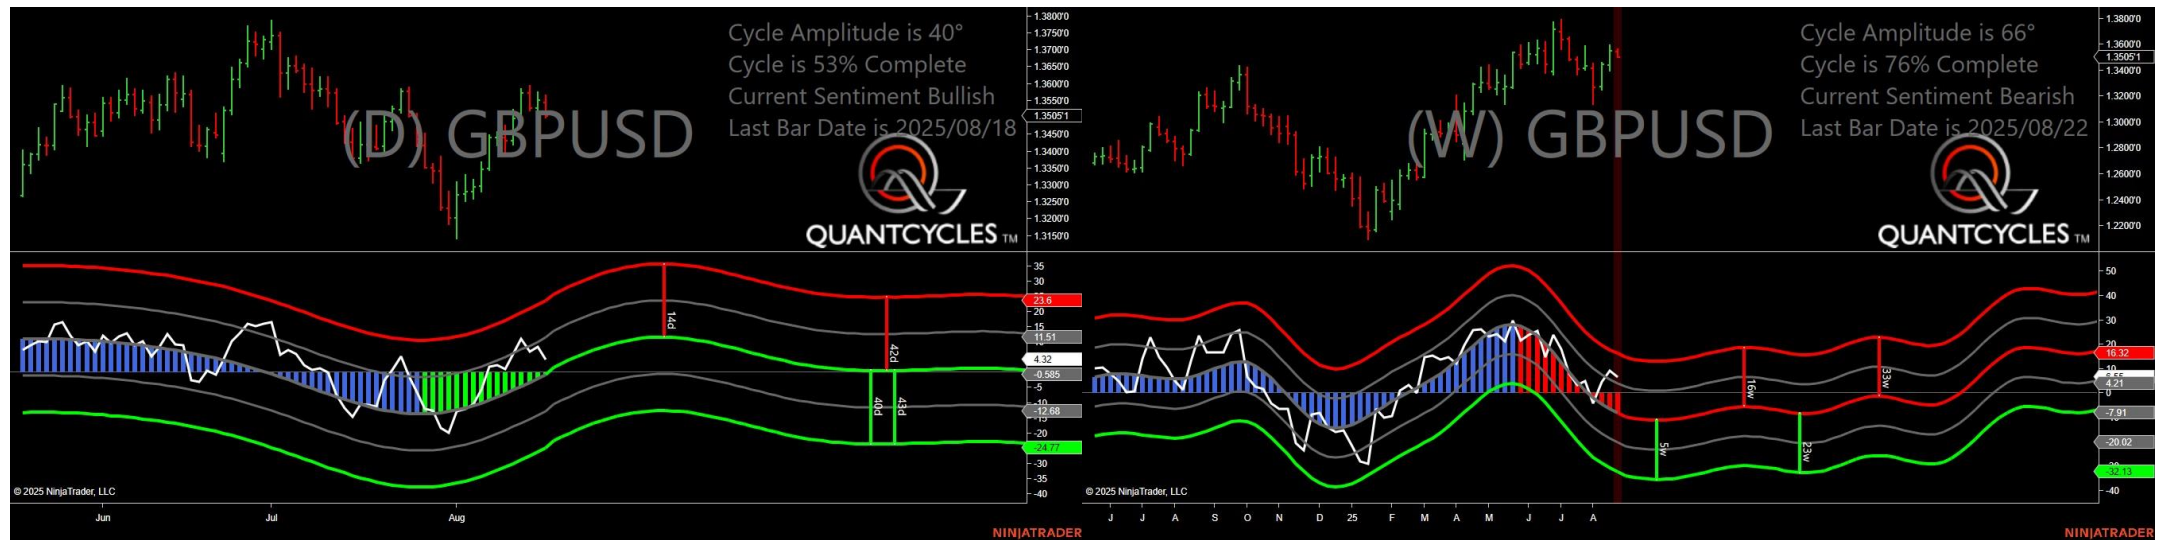 Cycle Amplitude is 40°
Cycle is 53% Complete
Current Sentiment Bullish
Last Bar Date is 2025/08/18
(D) GBPUSD
QUANTCYCLES TM
1.3800'0
1.3750'0
1.3700'0
1.3600'0
1.3550'0
1.3505'1
1.3450'0
1.3400'0
1.3300'0
1.3250'0
1.3200'0
1.3150'0
35
30
23.6
20
15
11.51
4.32
-0.585
-5
-12.68
-20
-24.77
-30
-35
-40
14d
42d
40d
43d
© 2025 NinjaTrader, LLC
Jun
Jul
Aug
NINJATRADER
Cycle Amplitude is 66°
Cycle is 76% Complete
Current Sentiment Bearish
Last Bar Date is 2025/08/22
(W) GBPUSD
QUANTCYCLES TM
1.3800'0
1.3600'0
1.3505'1
1.3400'0
1.3200'0
1.3000'0
1.2800'0
1.2600'0
1.2400'0
1.2200'0
50
40
30
16.32
4.21
0
-7.91
-20.02
-32.13
-40
5w
16w
23w
33w
© 2025 NinjaTrader, LLC
J
J
A
S
O
N
D
25
F
M
A
M
J
J
A
NINJATRADER